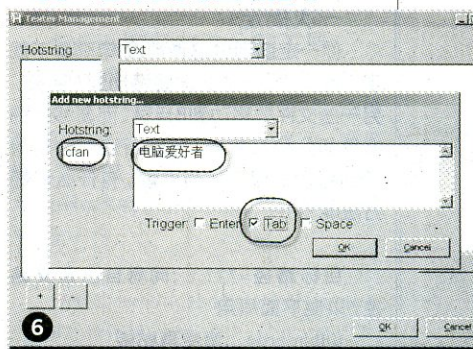 Texter Management
Hotstring
Text
Add new hotstring...
Hotstring:
Text
cfan
电脑爱好者
Trigger: Enter Tab Space
OK Cancel
+ -
6
OK Cancel